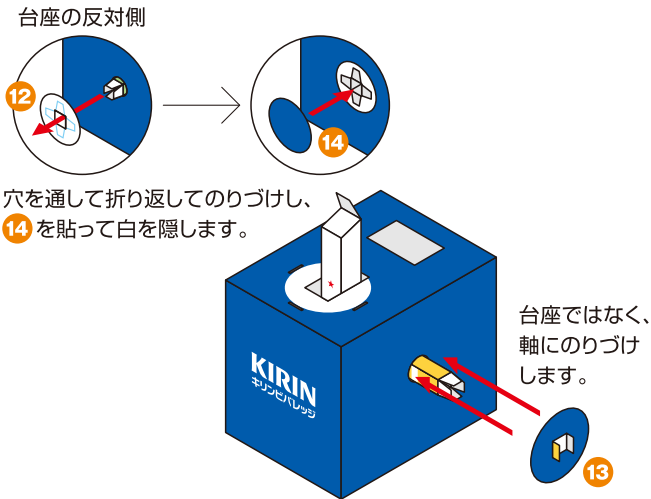 台座の反対側
12
14
穴を通して折り返してのりづけし、
14 を貼って白を隠します。
台座ではなく、
軸にのりづけ
します。
KIRIN
キリンビバレッジ
13